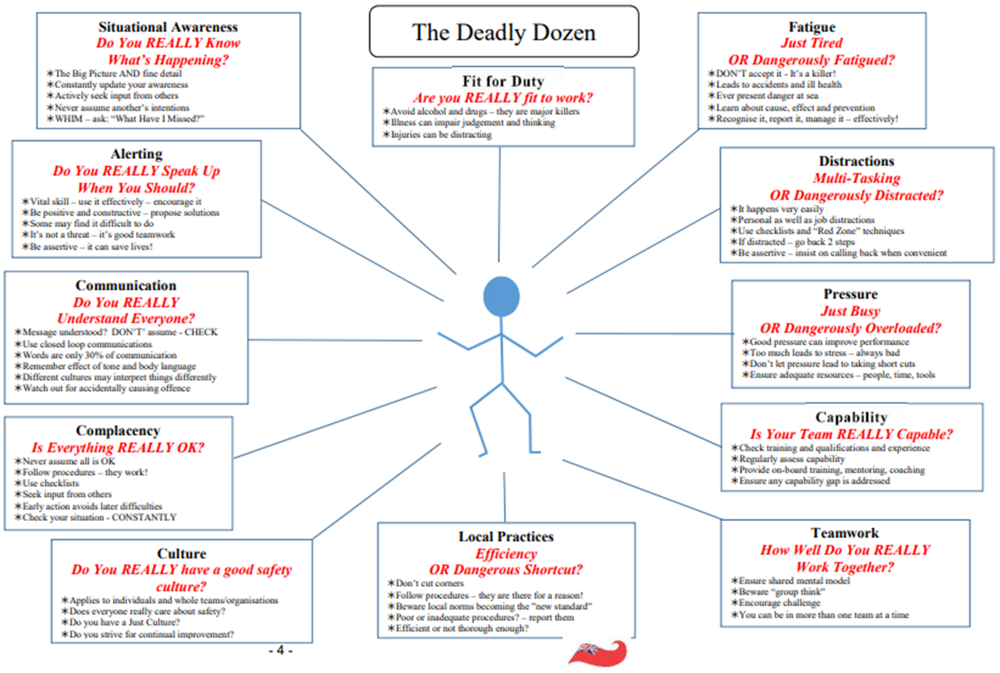 The Deadly Dozen
Situational Awareness
Do You REALLY Know
What's Happening?
∗The Big Picture AND fine detail
∗Constantly update your awareness
∗Actively seek input from others
∗Never assume another's intentions
∗WHIM – ask: "What Have I Missed?"
Fit for Duty
Are you REALLY fit to work?
∗Avoid alcohol and drugs – they are major killers
∗Illness can impair judgement and thinking
∗Injuries can be distracting
Fatigue
Just Tired
OR Dangerously Fatigued?
∗DON'T accept it - It's a killer!
∗Leads to accidents and ill health
∗Ever present danger at sea
∗Learn about cause, effect and prevention
∗Recognise it, report it, manage it – effectively!
Alerting
Do You REALLY Speak Up
When You Should?
∗Vital skill – use it effectively – encourage it
∗Be positive and constructive – propose solutions
∗Some may find it difficult to do
∗It's not a threat – it's good teamwork
∗Be assertive – it can save lives!
Distractions
Multi-Tasking
OR Dangerously Distracted?
∗It happens very easily
∗Personal as well as job distractions
∗Use checklists and "Red Zone" techniques
∗If distracted – go back 2 steps
∗Be assertive – insist on calling back when convenient
Communication
Do You REALLY
Understand Everyone?
∗Message understood? DON'T' assume - CHECK
∗Use closed loop communications
∗Words are only 30% of communication
∗Remember effect of tone and body language
∗Different cultures may interpret things differently
∗Watch out for accidentally causing offence
Pressure
Just Busy
OR Dangerously Overloaded?
∗Good pressure can improve performance
∗Too much leads to stress – always bad
∗Don't let pressure lead to taking short cuts
∗Ensure adequate resources – people, time, tools
Complacency
Is Everything REALLY OK?
∗Never assume all is OK
∗Follow procedures – they work!
∗Use checklists
∗Seek input from others
∗Early action avoids later difficulties
∗Check your situation - CONSTANTLY
Capability
Is Your Team REALLY Capable?
∗Check training and qualifications and experience
∗Regularly assess capability
∗Provide on-board training, mentoring, coaching
∗Ensure any capability gap is addressed
Culture
Do You REALLY have a good safety
culture?
∗Applies to individuals and whole teams/organisations
∗Does everyone really care about safety?
∗Do you have a Just Culture?
∗Do you strive for continual improvement?
Local Practices
Efficiency
OR Dangerous Shortcut?
∗Don't cut corners
∗Follow procedures – they are there for a reason!
∗Beware local norms becoming the "new standard"
∗Poor or inadequate procedures? – report them
∗Efficient or not thorough enough?
Teamwork
How Well Do You REALLY
Work Together?
∗Ensure shared mental model
∗Beware "group think"
∗Encourage challenge
∗You can be in more than one team at a time
- 4 -